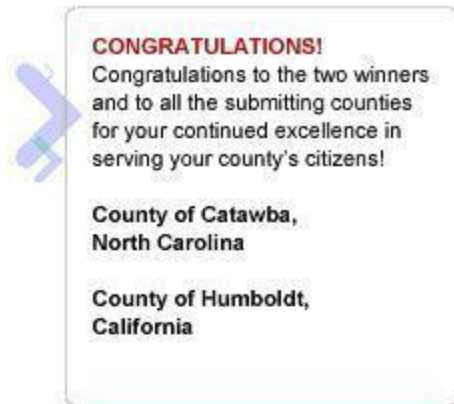 CONGRATULATIONS!
Congratulations to the two winners
and to all the submitting counties
for your continued excellence in
serving your county's citizens!
County of Catawba,
North Carolina
County of Humboldt,
California